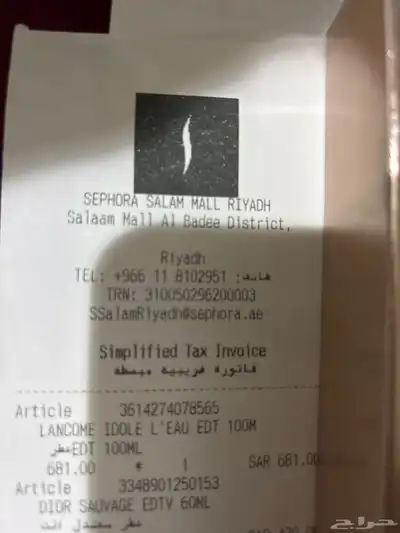 SEPHORA SALAM MALL RIYADH
Salaam Mall Al Badee District,
Riyadh
TEL: +966 11 8102951 :هاتف
TRN: 310050296200003
SSalamRiyadh@sephora.ae
Simplified Tax Invoice
فاتورة ضريبية مبسطة
Article 3614274078565
LANCOME IDOLE L'EAU EDT 100M
عطر EDT 100ML
681.00 * 1 SAR 681.00
Article 3348901250153
DIOR SAUVAGE EDTV 60ML
حراج